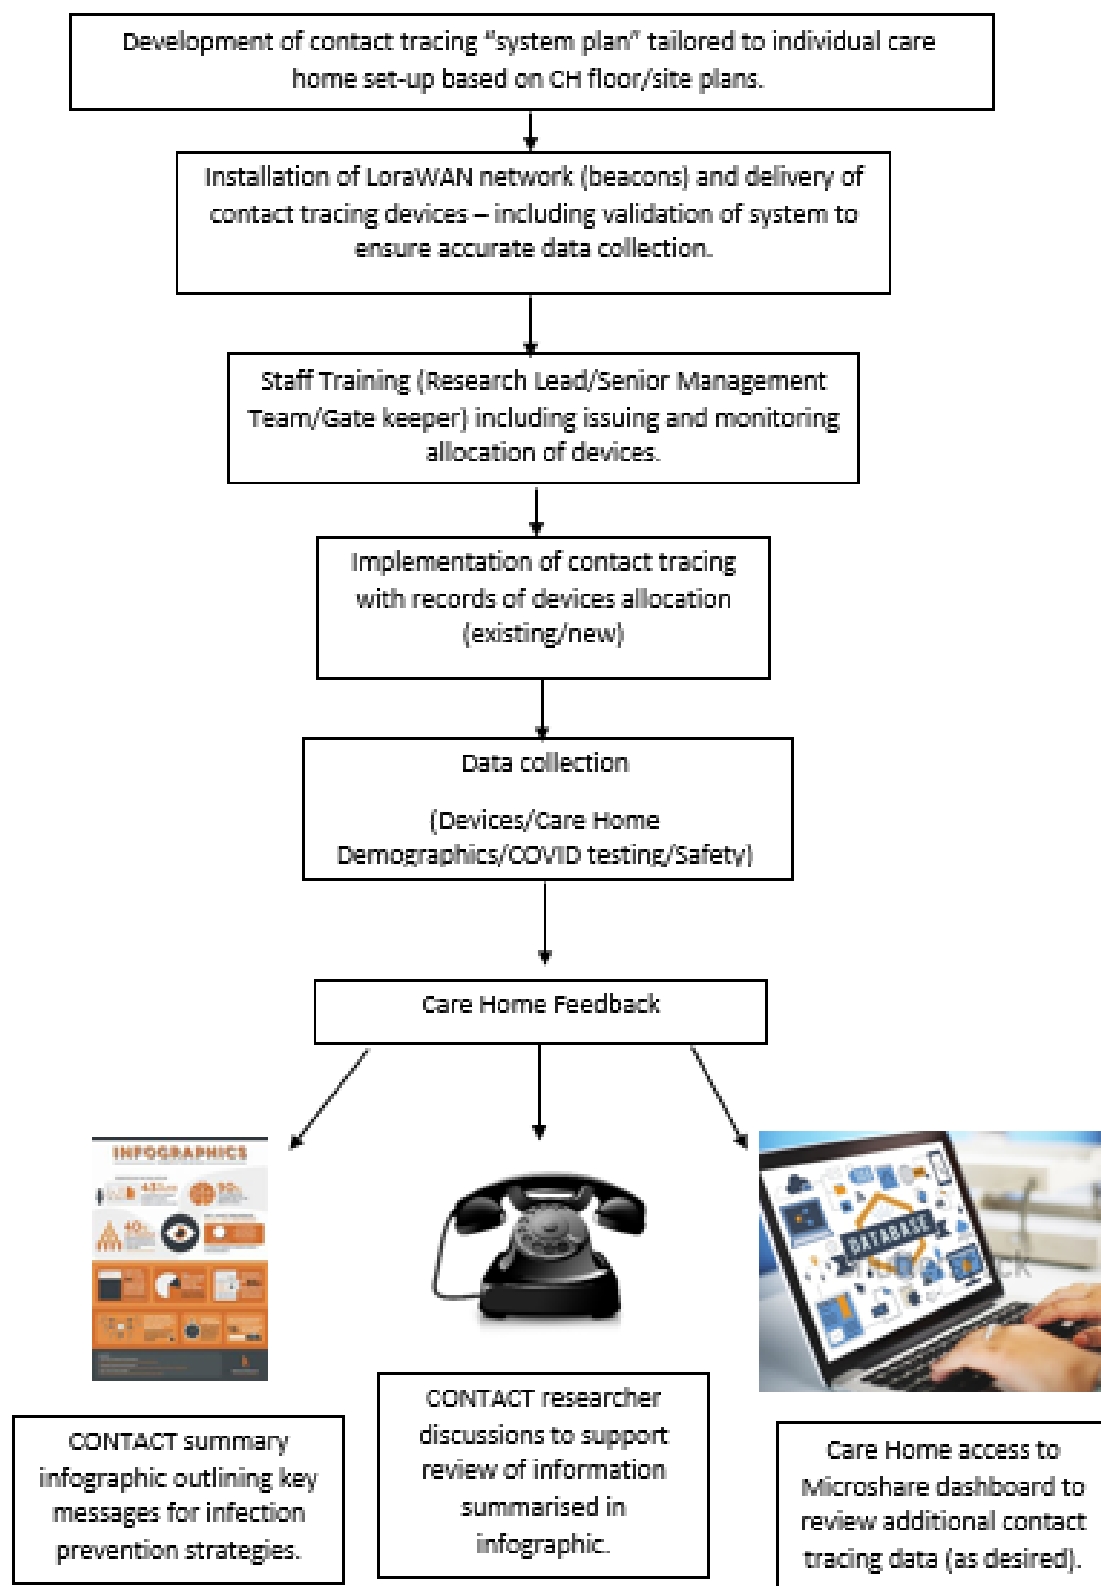 Development of contact tracing “system plan” tailored to individual care
home set-up based on CH floor/site plans.
Installation of LoraWAN network (beacons) and delivery of
contact tracing devices – including validation of system to
ensure accurate data collection.
Staff Training (Research Lead/Senior Management
Team/Gate keeper) including issuing and monitoring
allocation of devices.
Implementation of contact tracing
with records of devices allocation
(existing/new)
Data collection
(Devices/Care Home
Demographics/COVID testing/Safety)
Care Home Feedback
INFOGRAPHICS
DATABASE
CONTACT summary
infographic outlining key
messages for infection
prevention strategies.
CONTACT researcher
discussions to support
review of information
summarised in
infographic.
Care Home access to
Microshare dashboard to
review additional contact
tracing data (as desired).